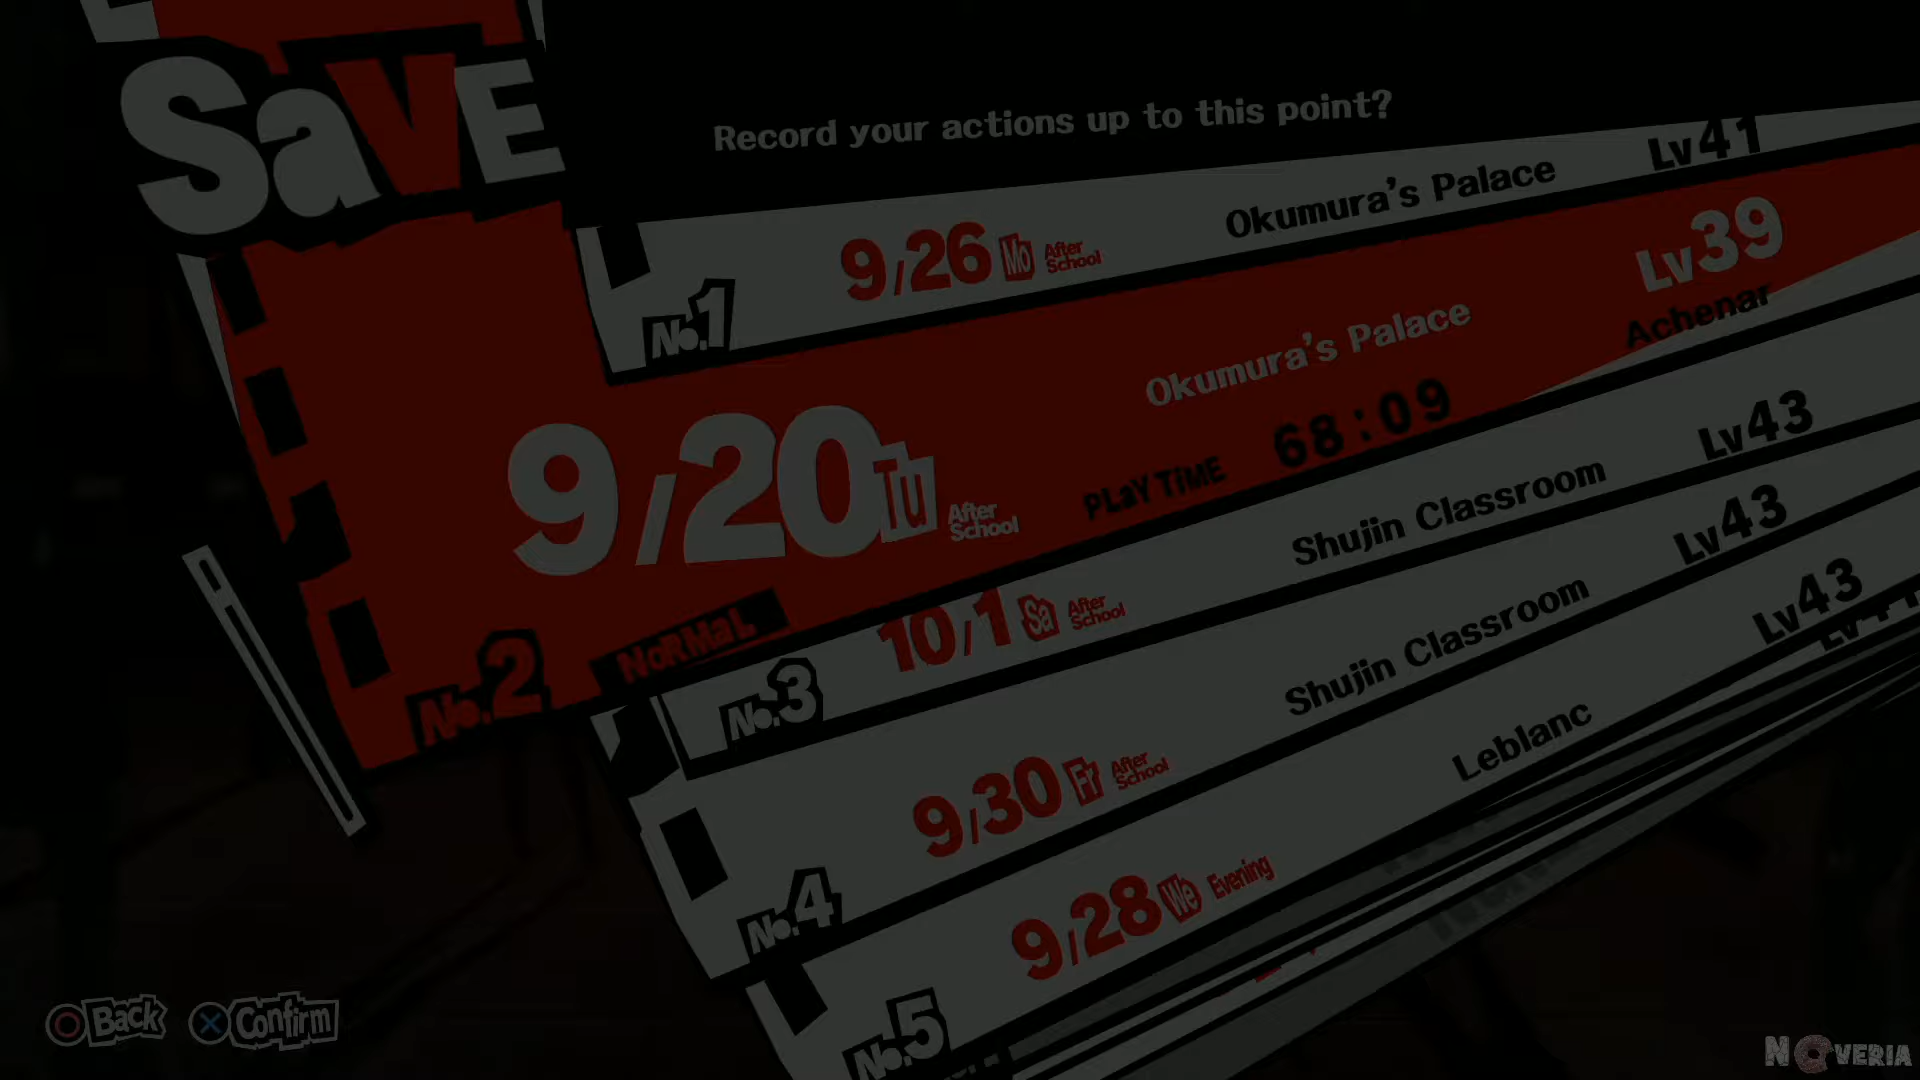 SaVE
Record your actions up to this point?
No.1 9/26 Mo After School Okumura's Palace Lv41
No.2 9/20 Tu After School Okumura's Palace Lv39
Achenar
PLaY TiME 68:09
NoRMaL
No.3 10/1 Sa After School Shujin Classroom Lv43
No.4 9/30 Fr After School Shujin Classroom Lv43
No.5 9/28 We Evening Leblanc Lv43
Back Confirm
NOVERIA